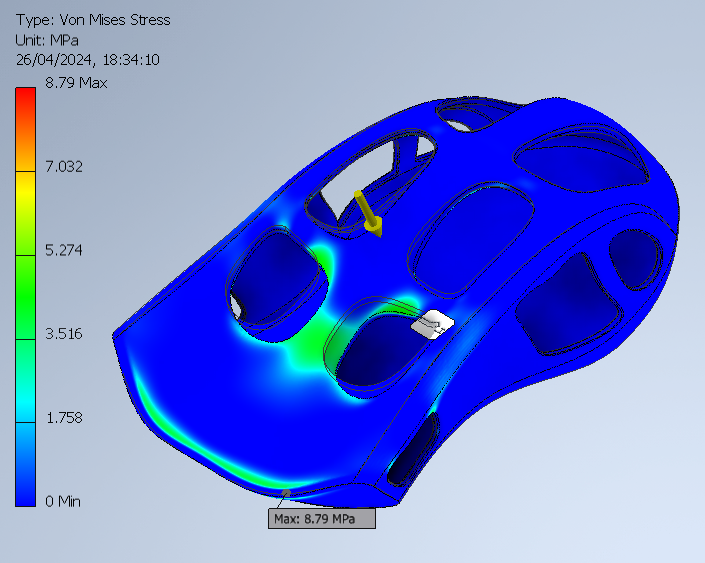 Type: Von Mises Stress
Unit: MPa
26/04/2024, 18:34:10
8.79 Max
7.032
5.274
3.516
1.758
0 Min
Max: 8.79 MPa